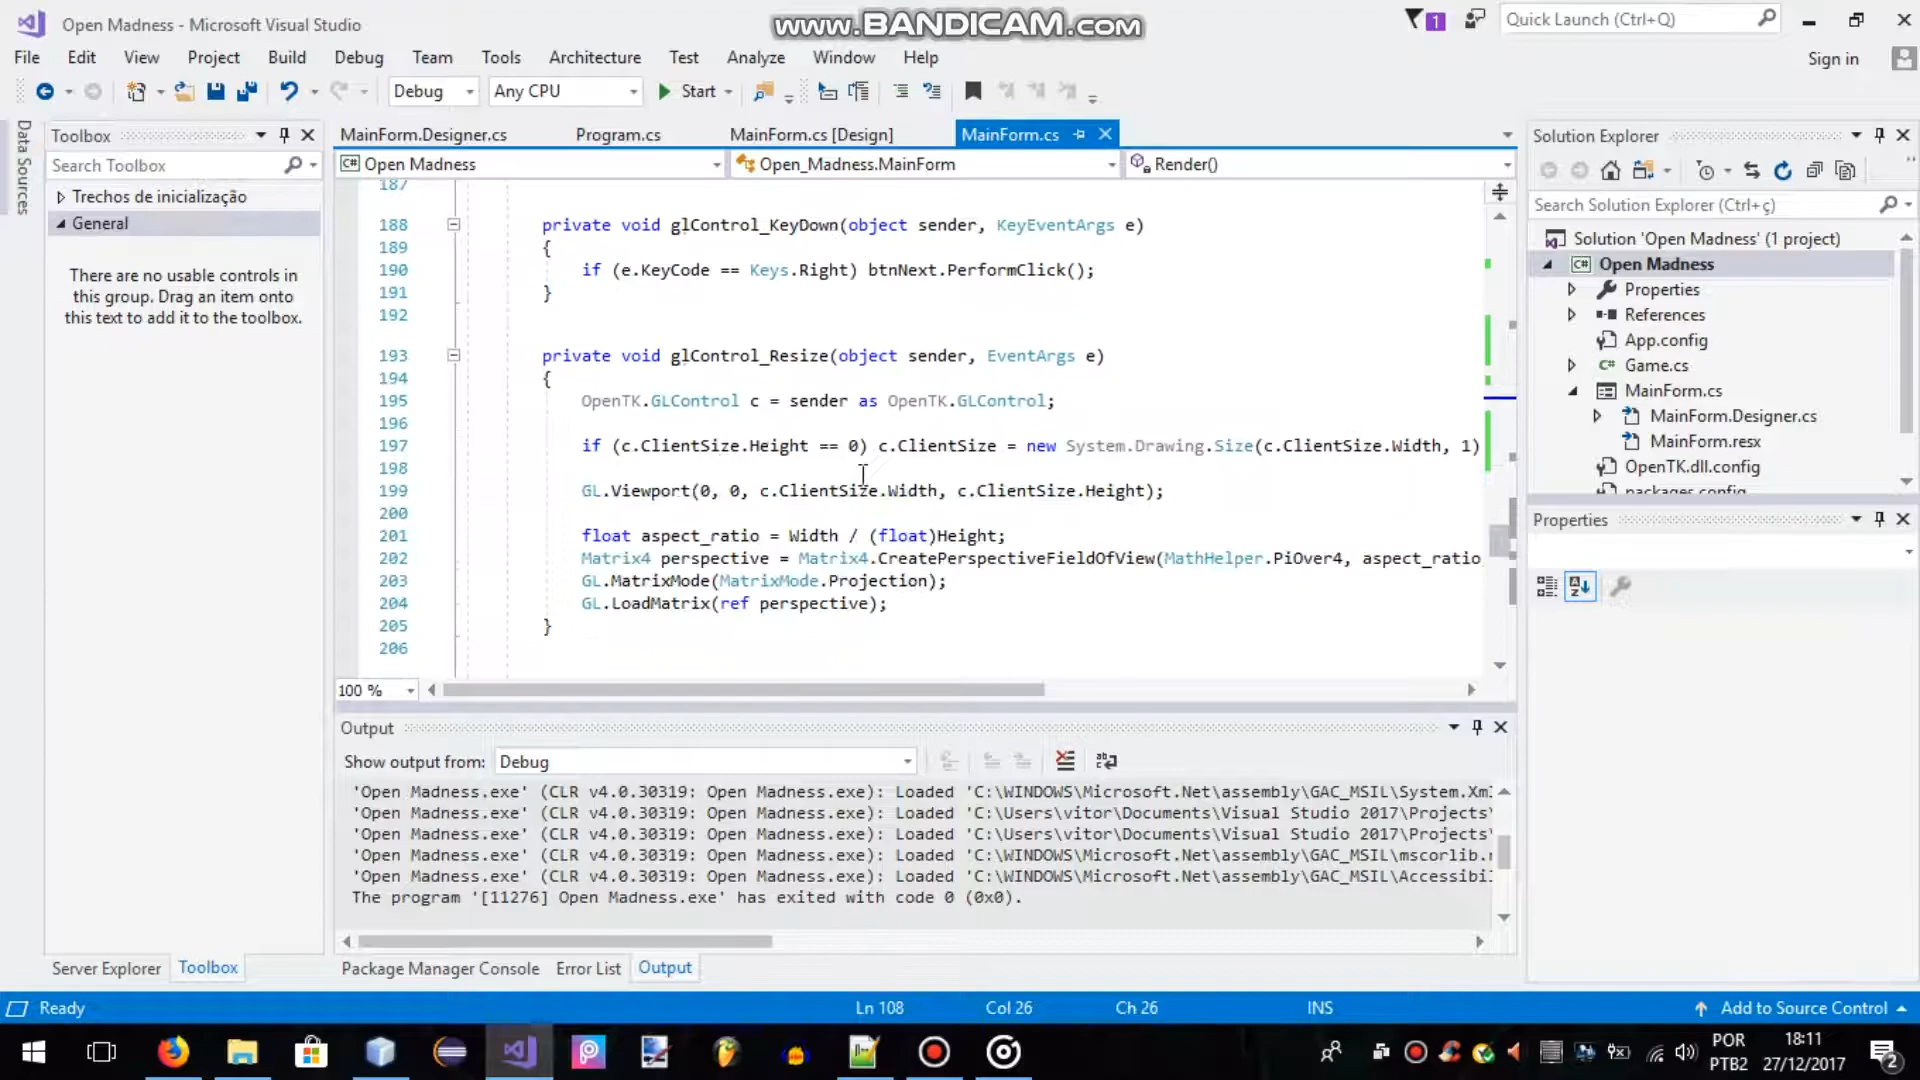 Open Madness - Microsoft Visual Studio
www.BANDICAM.com
1
Quick Launch (Ctrl+Q)
File Edit View Project Build Debug Team Tools Architecture Test Analyze Window Help
Sign in
Debug
Any CPU
Start
Data Sources
Toolbox
Search Toolbox
Trechos de inicialização
General
There are no usable controls in
this group. Drag an item onto
this text to add it to the toolbox.
MainForm.Designer.cs Program.cs MainForm.cs [Design] MainForm.cs
Open Madness
Open_Madness.MainForm
Render()
187
188 private void glControl_KeyDown(object sender, KeyEventArgs e)
189 {
190 if (e.KeyCode == Keys.Right) btnNext.PerformClick();
191 }
192
193 private void glControl_Resize(object sender, EventArgs e)
194 {
195 OpenTK.GLControl c = sender as OpenTK.GLControl;
196
197 if (c.ClientSize.Height == 0) c.ClientSize = new System.Drawing.Size(c.ClientSize.Width, 1)
198
199 GL.Viewport(0, 0, c.ClientSize.Width, c.ClientSize.Height);
200
201 float aspect_ratio = Width / (float)Height;
202 Matrix4 perspective = Matrix4.CreatePerspectiveFieldOfView(MathHelper.PiOver4, aspect_ratio
203 GL.MatrixMode(MatrixMode.Projection);
204 GL.LoadMatrix(ref perspective);
205 }
206
100 %
Output
Show output from: Debug
'Open Madness.exe' (CLR v4.0.30319: Open Madness.exe): Loaded 'C:\WINDOWS\Microsoft.Net\assembly\GAC_MSIL\System.Xml
'Open Madness.exe' (CLR v4.0.30319: Open Madness.exe): Loaded 'C:\Users\vitor\Documents\Visual Studio 2017\Projects\
'Open Madness.exe' (CLR v4.0.30319: Open Madness.exe): Loaded 'C:\Users\vitor\Documents\Visual Studio 2017\Projects\
'Open Madness.exe' (CLR v4.0.30319: Open Madness.exe): Loaded 'C:\WINDOWS\Microsoft.Net\assembly\GAC_MSIL\mscorlib.
'Open Madness.exe' (CLR v4.0.30319: Open Madness.exe): Loaded 'C:\WINDOWS\Microsoft.Net\assembly\GAC_MSIL\Accessibil
The program '[11276] Open Madness.exe' has exited with code 0 (0x0).
Server Explorer Toolbox
Package Manager Console Error List Output
Solution Explorer
Search Solution Explorer (Ctrl+ç)
Solution 'Open Madness' (1 project)
Open Madness
Properties
References
App.config
Game.cs
MainForm.cs
MainForm.Designer.cs
MainForm.resx
OpenTK.dll.config
packages.config
Properties
Ready
Ln 108
Col 26
Ch 26
INS
Add to Source Control
POR
PTB2
18:11
27/12/2017
2